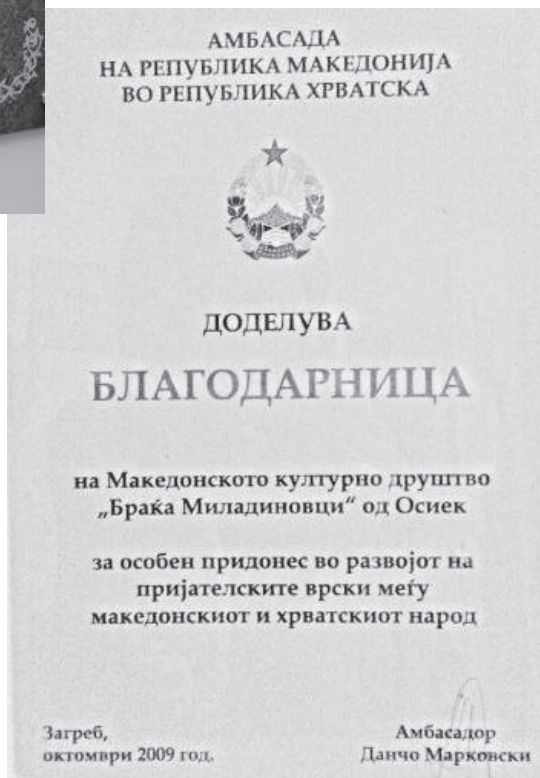 АМБАСАДА
НА РЕПУБЛИКА МАКЕДОНИЈА
ВО РЕПУБЛИКА ХРВАТСКА
ДОДЕЛУВА
БЛАГОДАРНИЦА
на Македонското културно друштво
„Браќа Миладиновци“ од Осиек
за особен придонес во развојот на
пријателските врски меѓу
македонскиот и хрватскиот народ
Загреб,
октомври 2009 год.
Амбасадор
Данчо Марковски